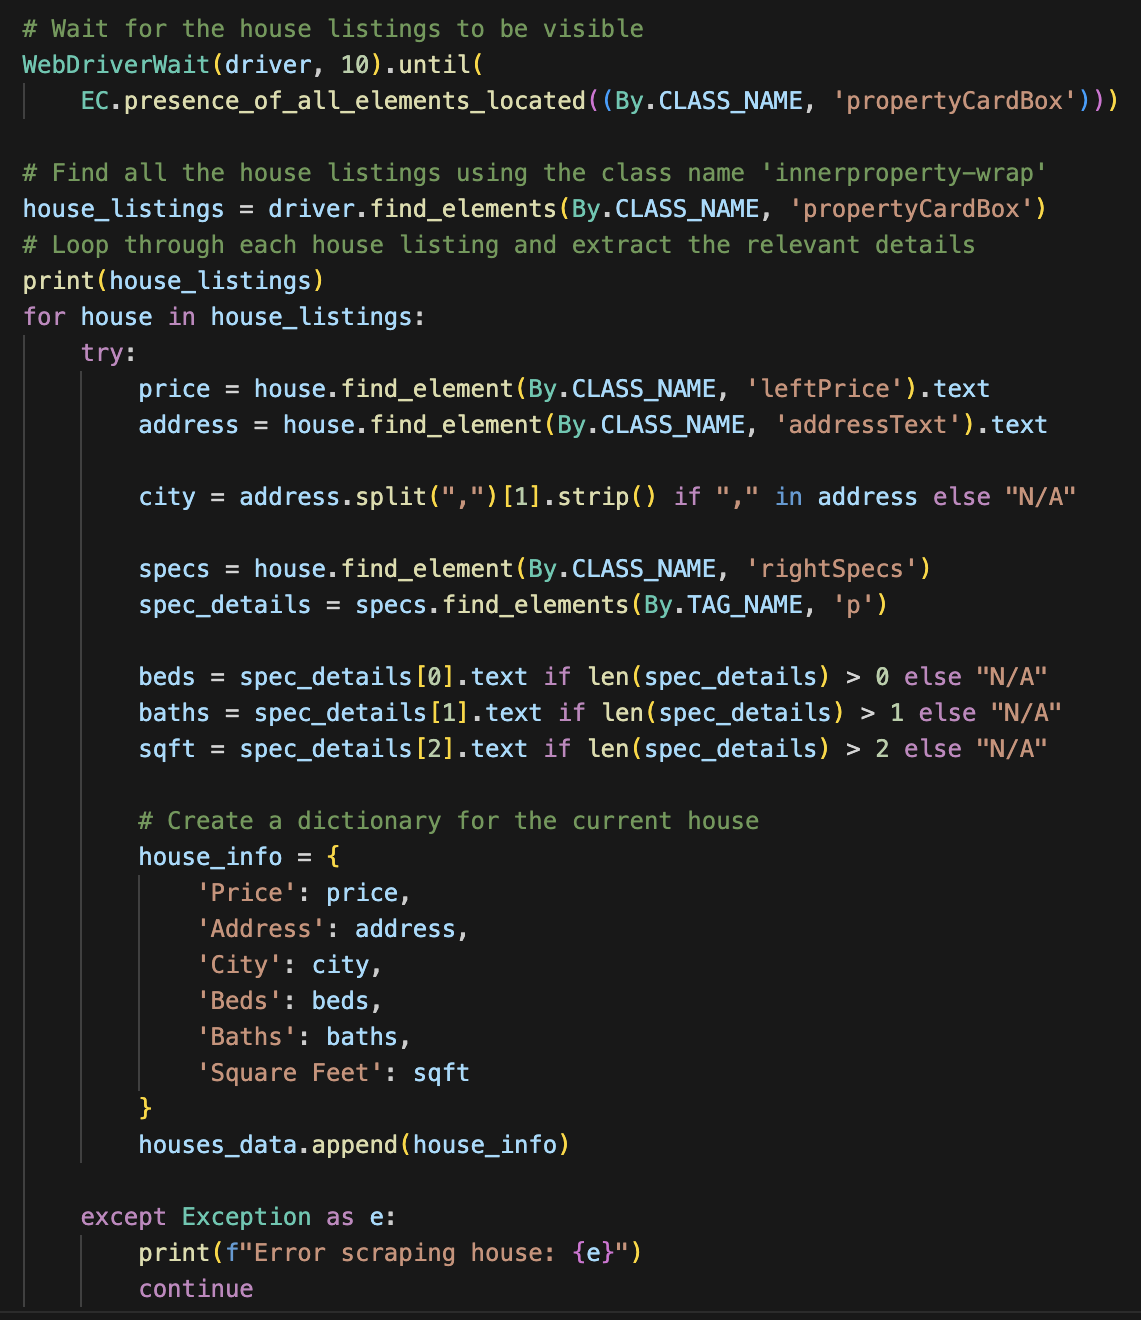 # Wait for the house listings to be visible
WebDriverWait(driver, 10).until(
    EC.presence_of_all_elements_located((By.CLASS_NAME, 'propertyCardBox')))

# Find all the house listings using the class name 'innerproperty-wrap'
house_listings = driver.find_elements(By.CLASS_NAME, 'propertyCardBox')
# Loop through each house listing and extract the relevant details
print(house_listings)
for house in house_listings:
    try:
        price = house.find_element(By.CLASS_NAME, 'leftPrice').text
        address = house.find_element(By.CLASS_NAME, 'addressText').text

        city = address.split(",")[1].strip() if "," in address else "N/A"

        specs = house.find_element(By.CLASS_NAME, 'rightSpecs')
        spec_details = specs.find_elements(By.TAG_NAME, 'p')

        beds = spec_details[0].text if len(spec_details) > 0 else "N/A"
        baths = spec_details[1].text if len(spec_details) > 1 else "N/A"
        sqft = spec_details[2].text if len(spec_details) > 2 else "N/A"

        # Create a dictionary for the current house
        house_info = {
            'Price': price,
            'Address': address,
            'City': city,
            'Beds': beds,
            'Baths': baths,
            'Square Feet': sqft
        }
        houses_data.append(house_info)

    except Exception as e:
        print(f"Error scraping house: {e}")
        continue